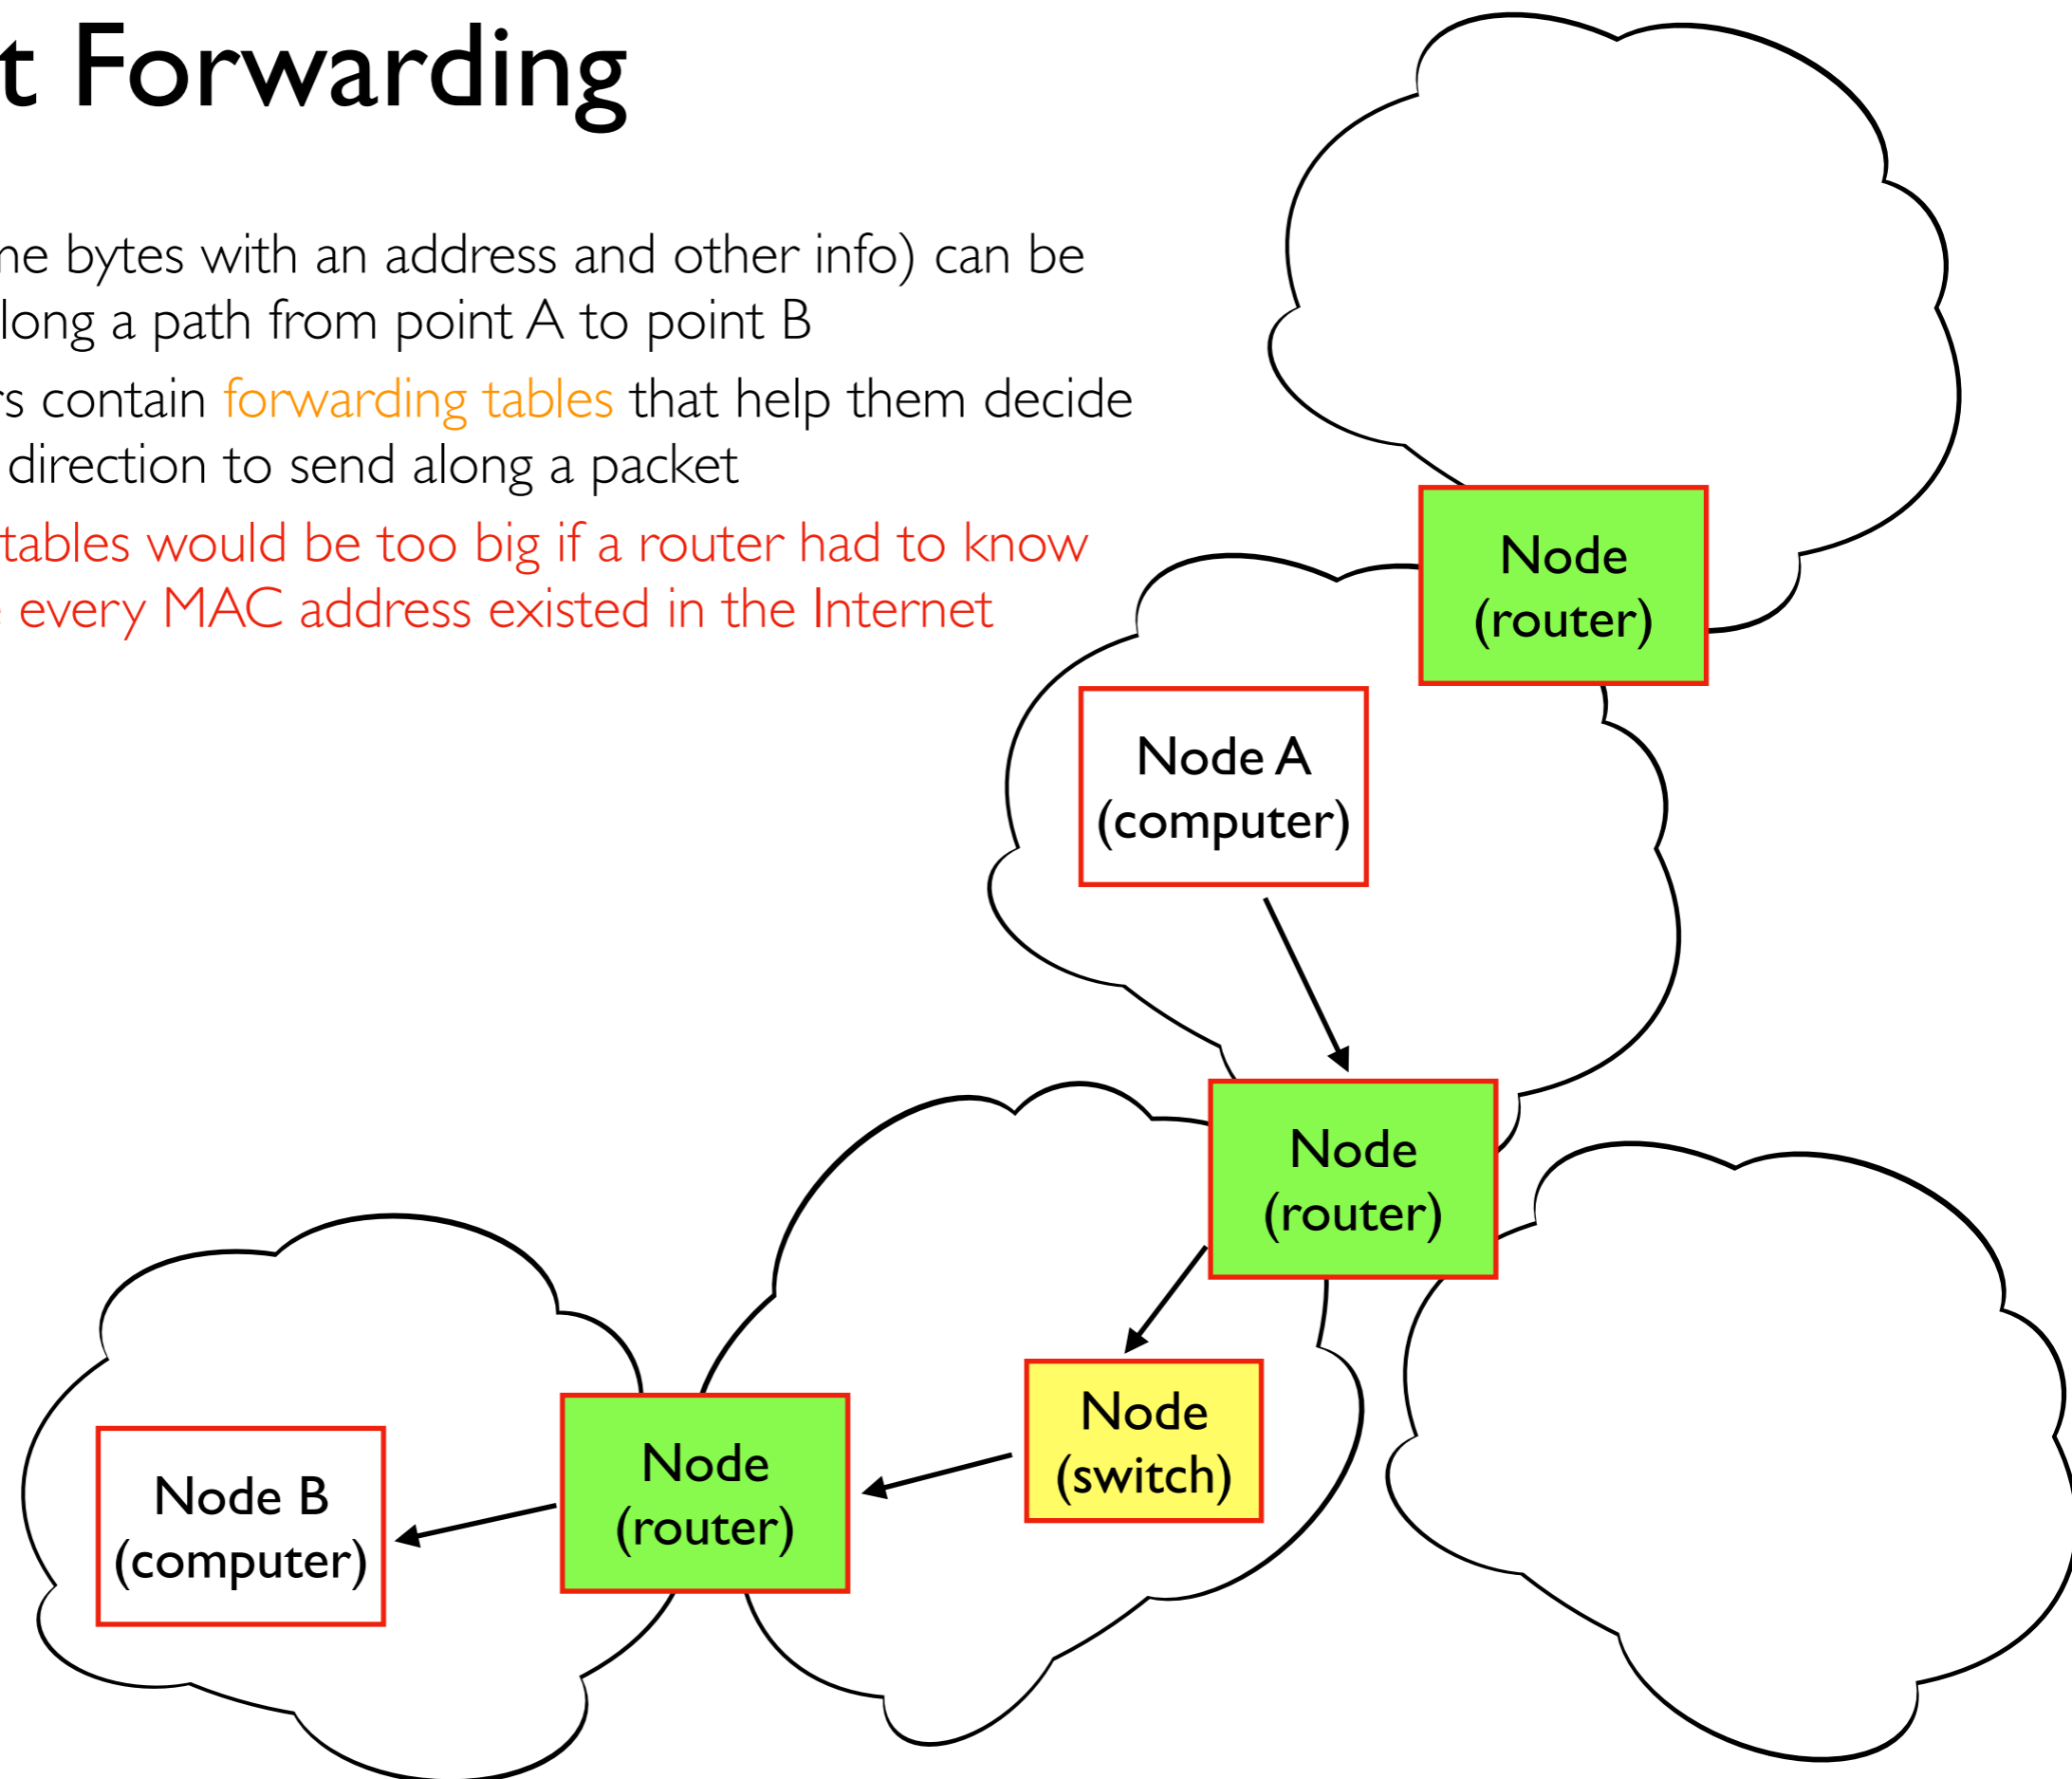 t Forwarding
ne bytes with an address and other info) can be
long a path from point A to point B
rs contain forwarding tables that help them decide
direction to send along a packet
tables would be too big if a router had to know
e every MAC address existed in the Internet
Node
(router)
Node A
(computer)
Node
(router)
Node
(switch)
Node
(router)
Node B
(computer)